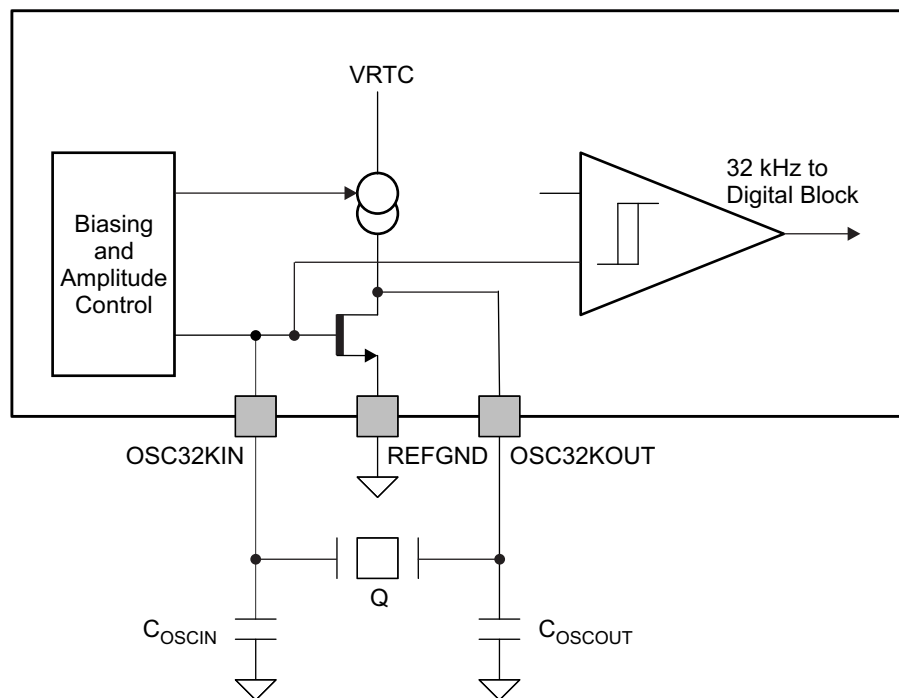 VRTC
32 kHz to
Digital Block
Biasing
and
Amplitude
Control
OSC32KIN
REFGND
OSC32KOUT
Q
COSCIN
COSCOUT